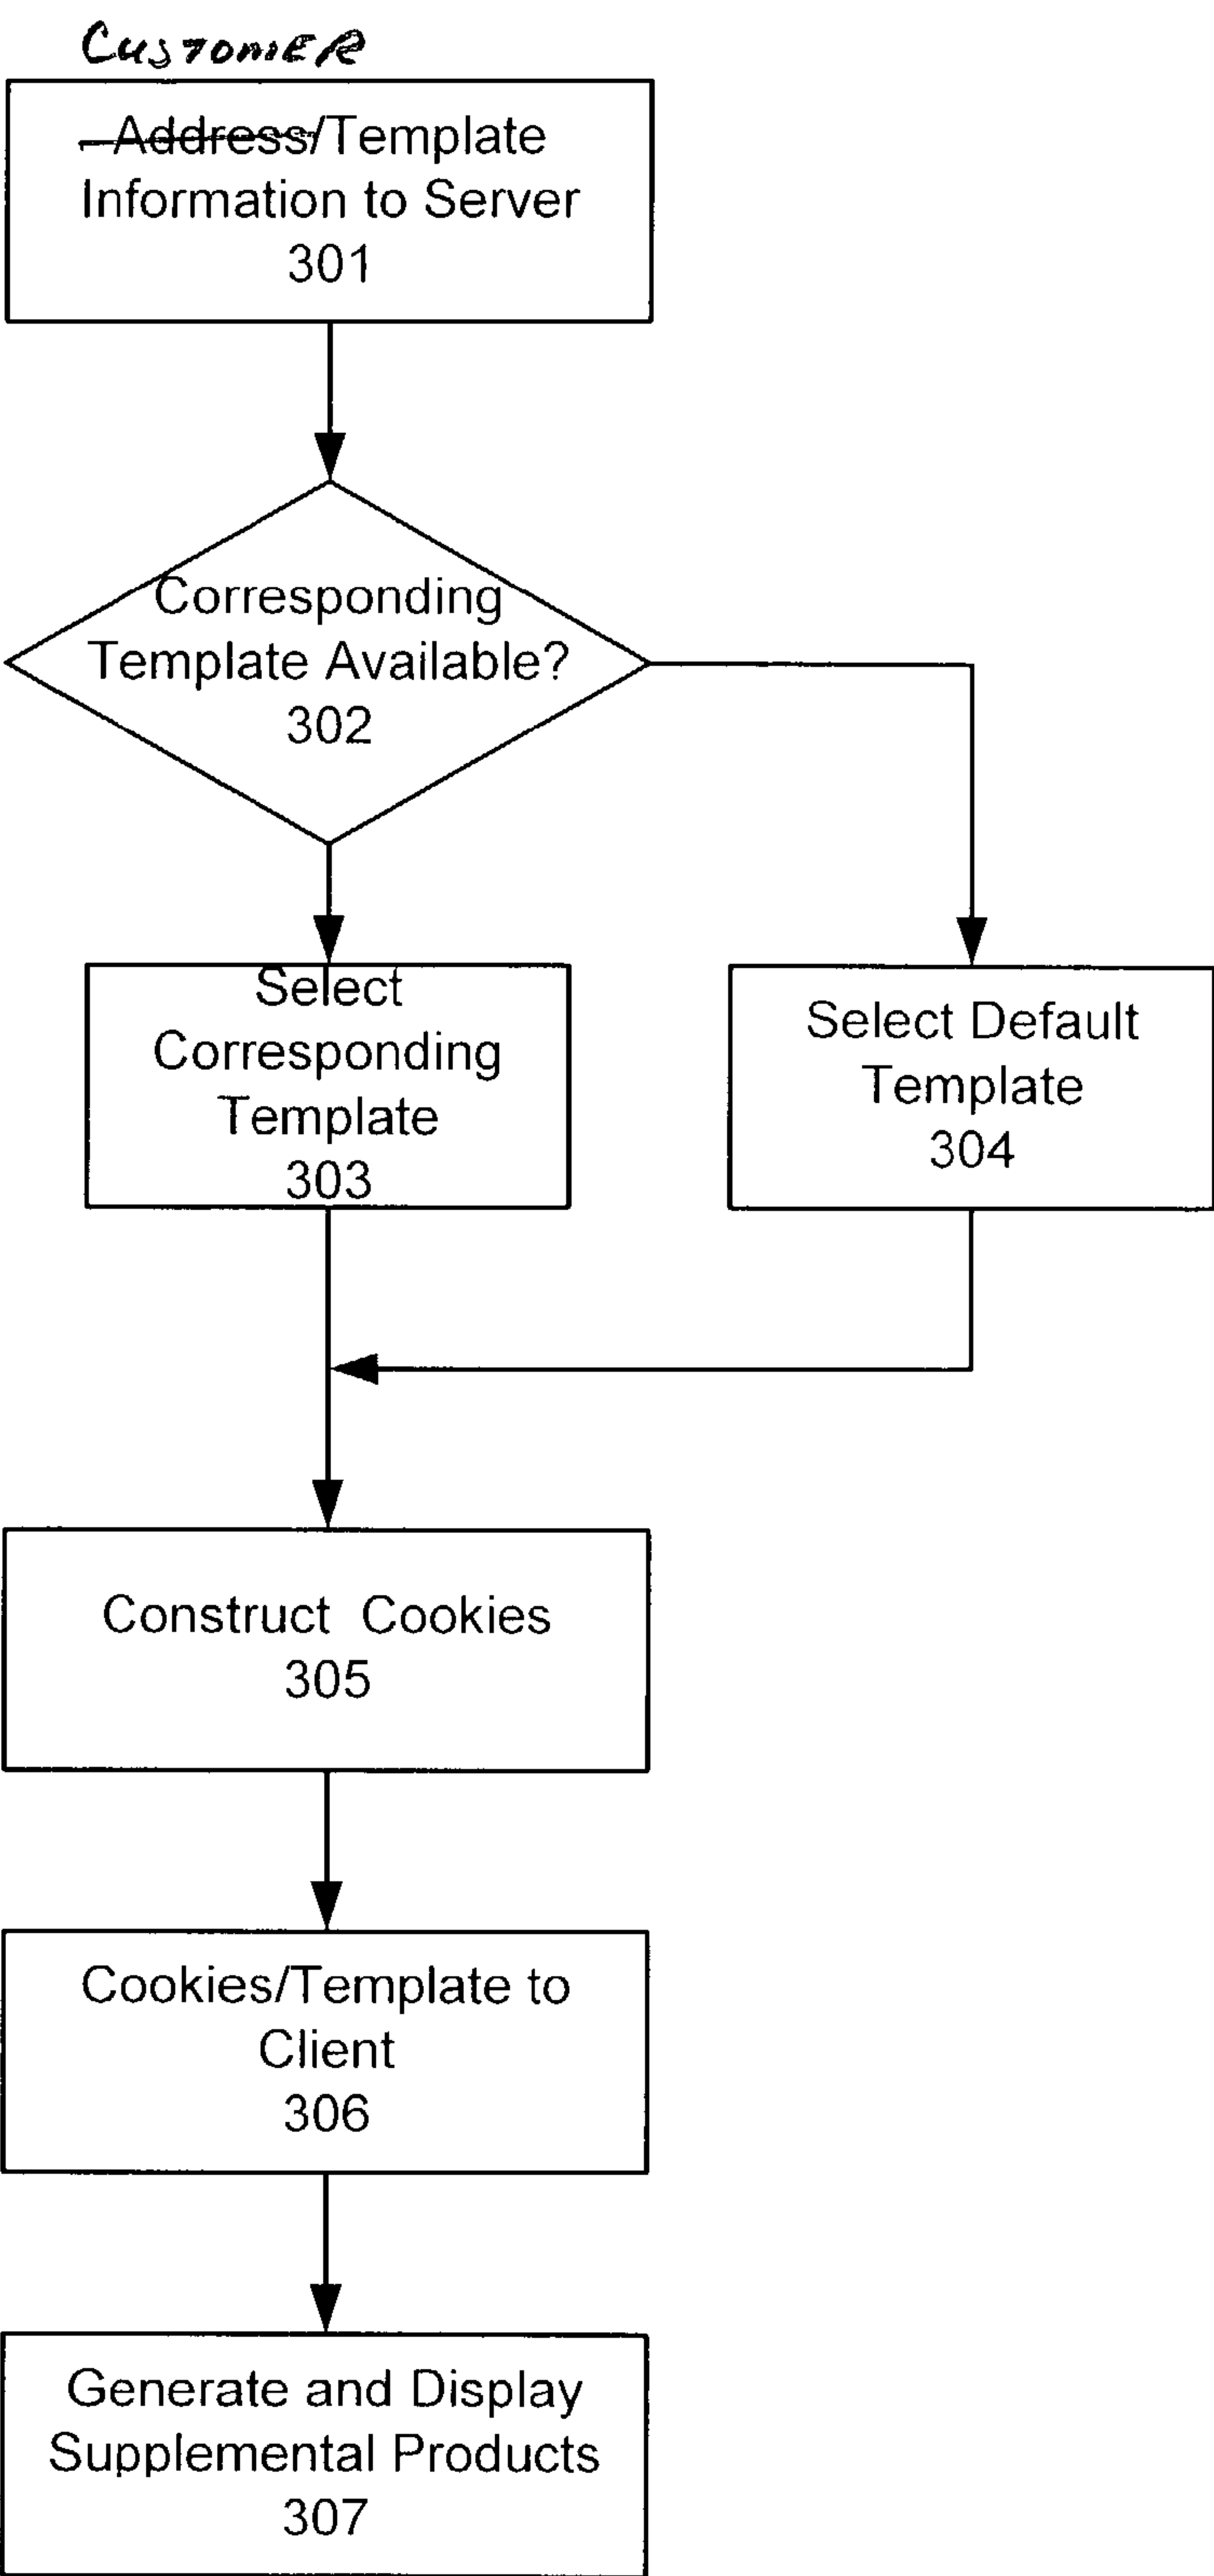 CUSTOMER
Address/Template
Information to Server
301
Corresponding
Template Available?
302
Select
Corresponding
Template
303
Select Default
Template
304
Construct Cookies
305
Cookies/Template to
Client
306
Generate and Display
Supplemental Products
307